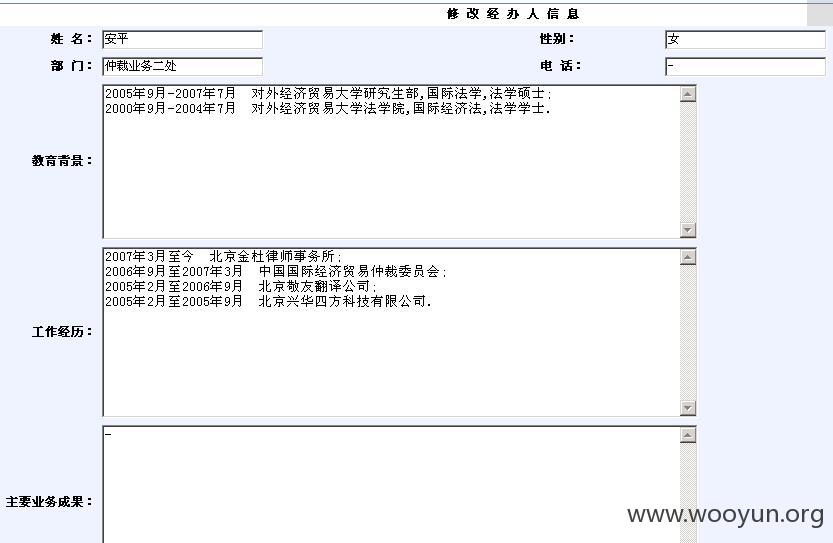 修 改 经 办 人 信 息
姓 名： 安平 性别： 女
部 门： 仲裁业务二处 电 话： -
教育背景：
2005年9月-2007年7月 对外经济贸易大学研究生部,国际法学,法学硕士;
2000年9月-2004年7月 对外经济贸易大学法学院,国际经济法,法学学士.
工作经历：
2007年3月至今 北京金杜律师事务所;
2006年9月至2007年3月 中国国际经济贸易仲裁委员会;
2005年2月至2006年9月 北京敬友翻译公司;
2005年2月至2005年9月 北京兴华四方科技有限公司.
主要业务成果：
-
www.wooyun.org